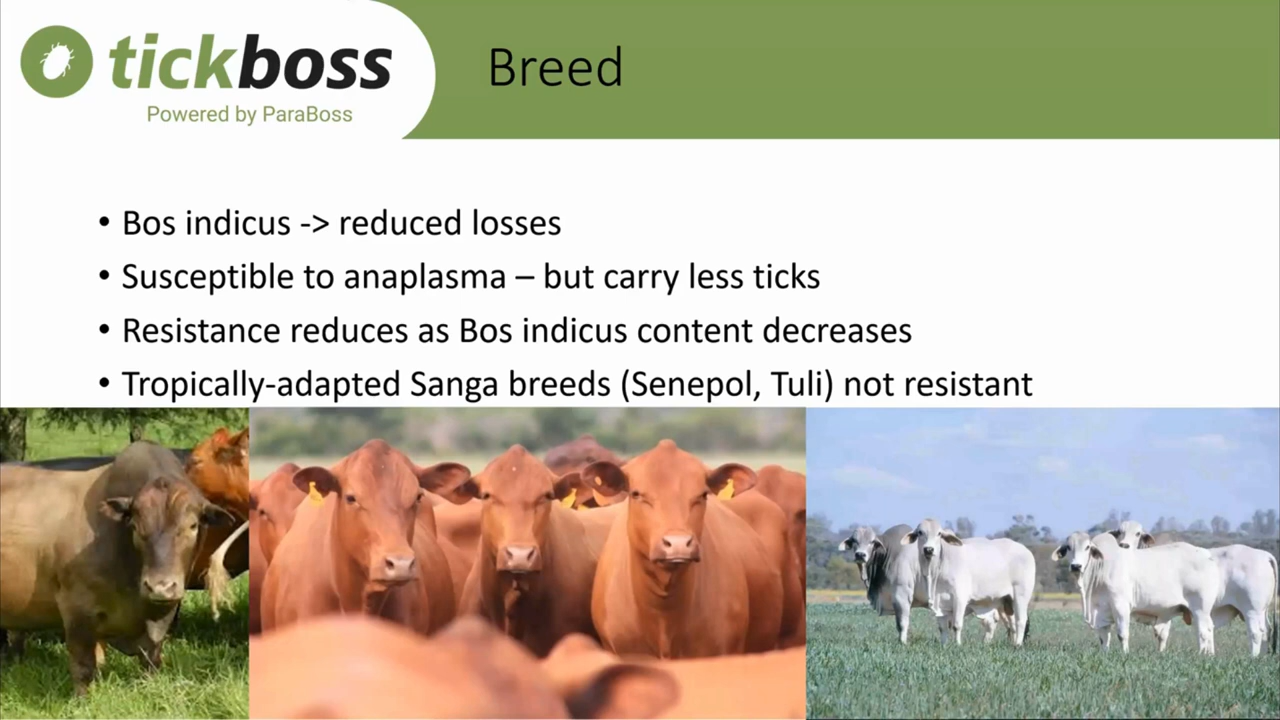 tickboss
Powered by ParaBoss
Breed
• Bos indicus -> reduced losses
• Susceptible to anaplasma – but carry less ticks
• Resistance reduces as Bos indicus content decreases
• Tropically-adapted Sanga breeds (Senepol, Tuli) not resistant